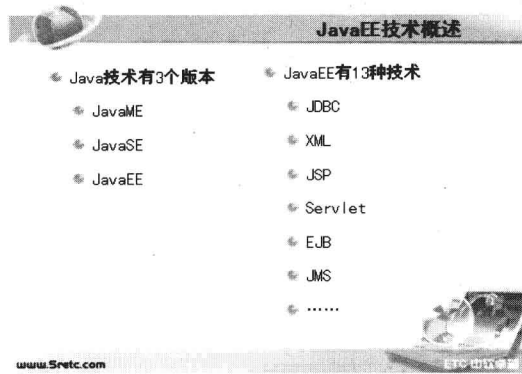 JavaEE技术概述
Java技术有3个版本
JavaME
JavaSE
JavaEE
JavaEE有13种技术
JDBC
XML
JSP
Servlet
EJB
JMS
……
www.5retc.com
ETC